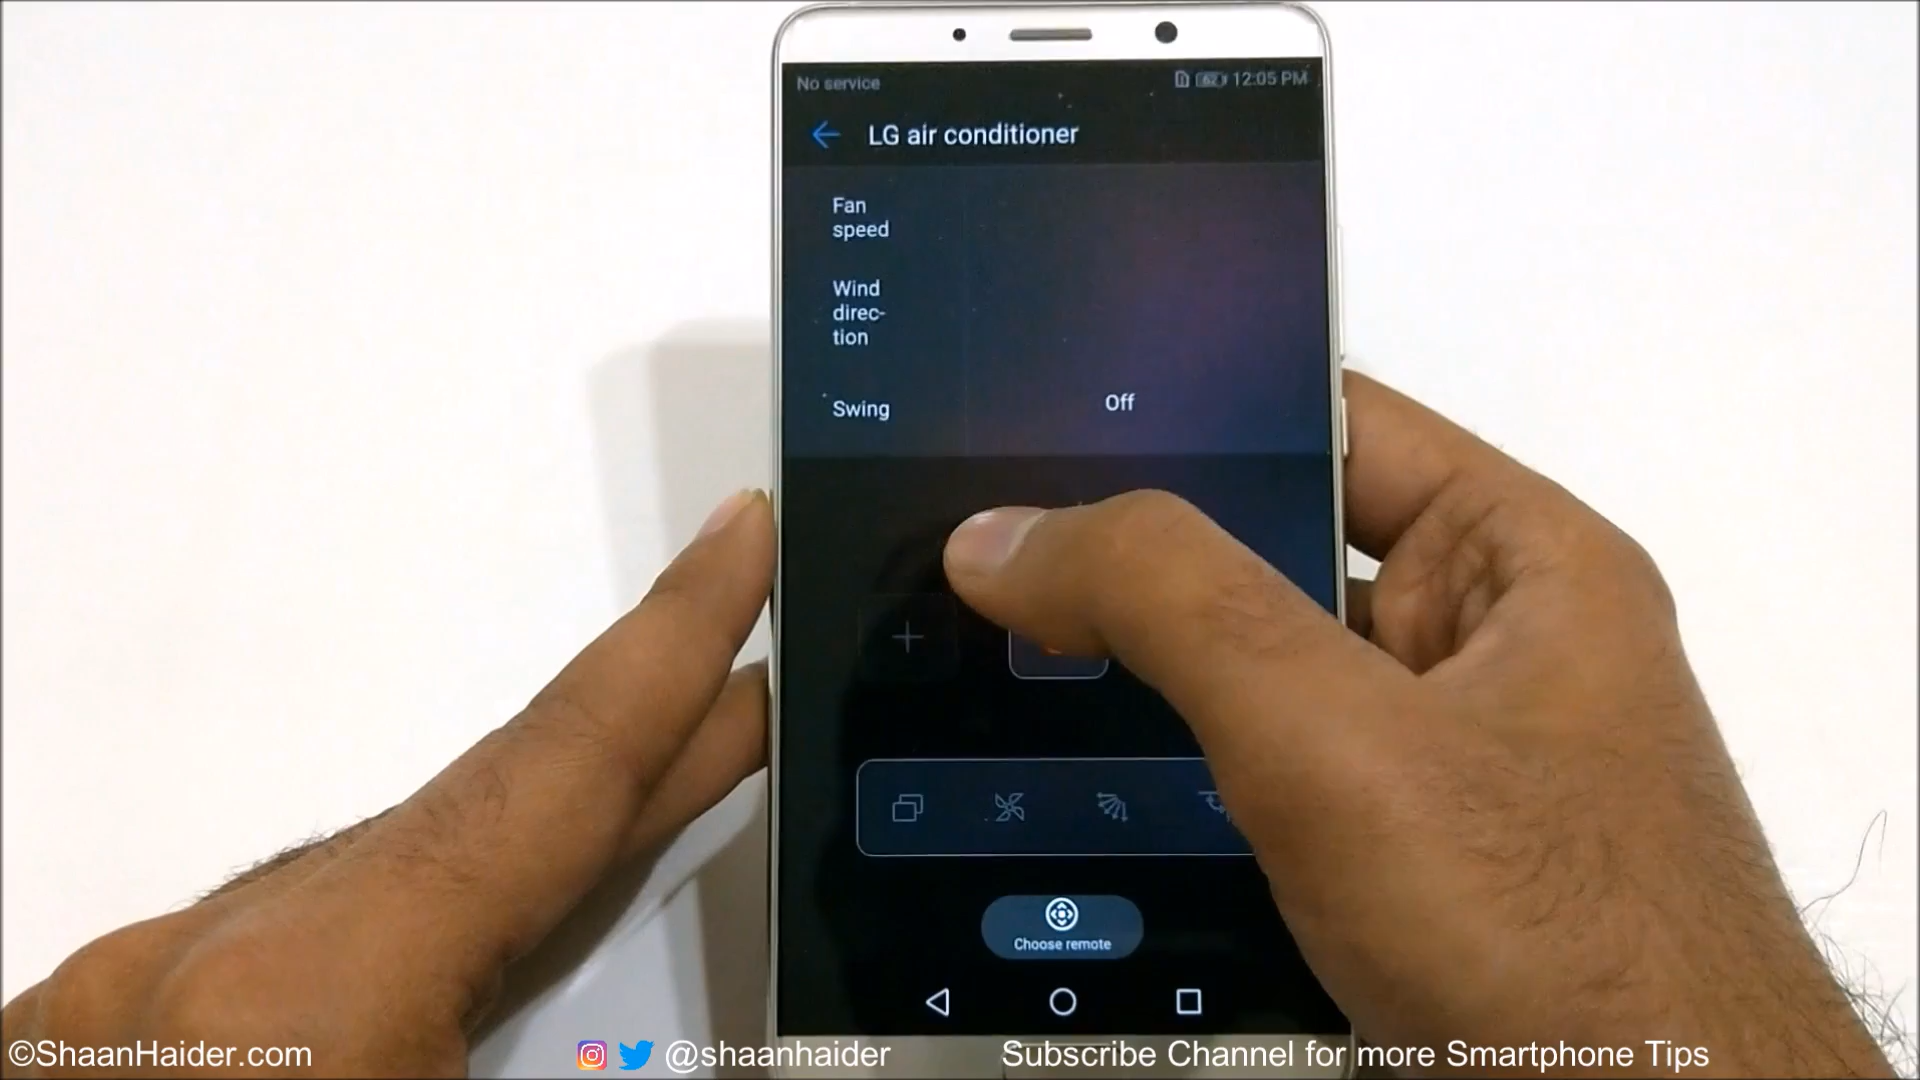 No service
62 12:05 PM
LG air conditioner
Fan
speed
Wind
direc-
tion
Swing
Off
Choose remote
©ShaanHaider.com
@shaanhaider
Subscribe Channel for more Smartphone Tips